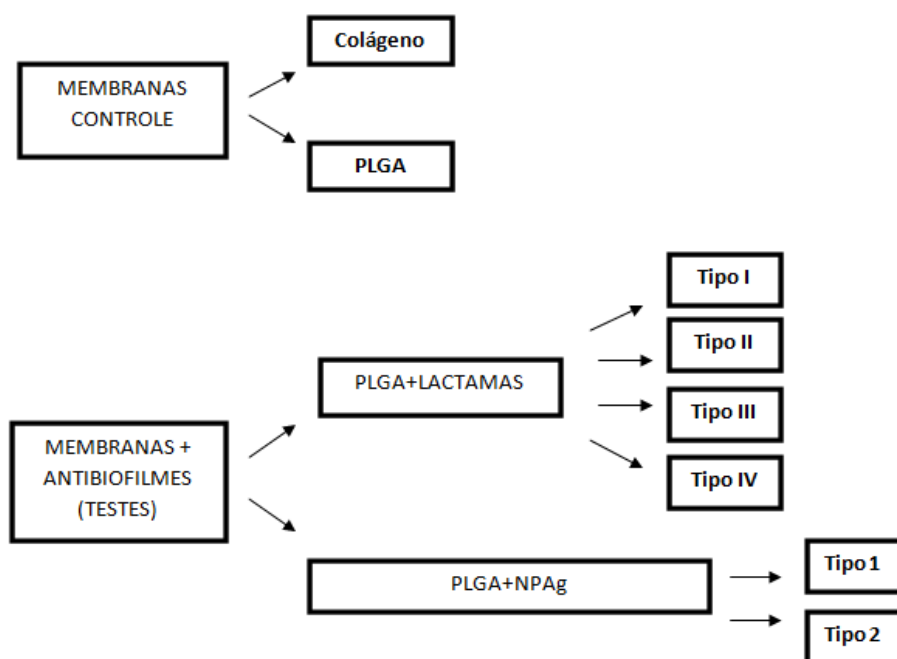 Colágeno
MEMBRANAS
CONTROLE
PLGA
Tipo I
Tipo II
PLGA+LACTAMAS
Tipo III
MEMBRANAS +
ANTIBIOFILMES
(TESTES)
Tipo IV
PLGA+NPAg
Tipo 1
Tipo 2